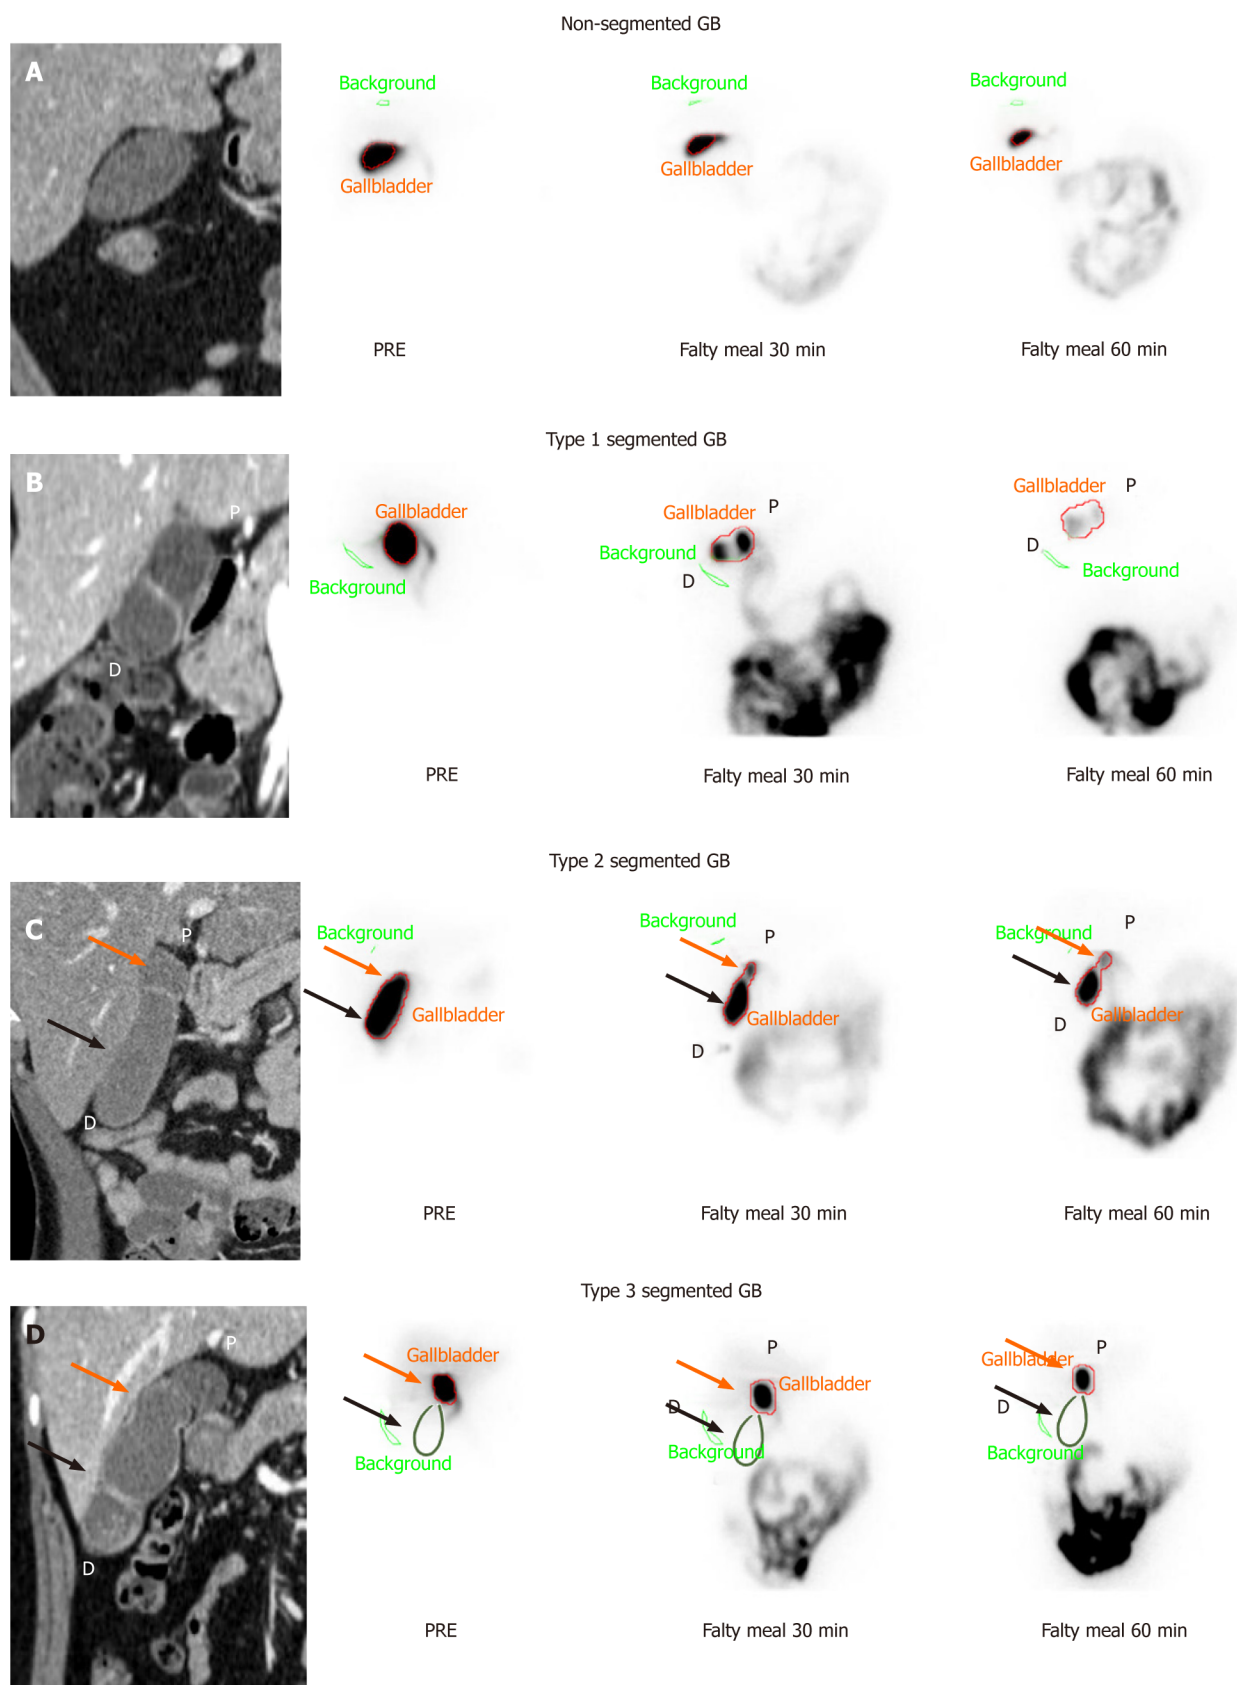 Non-segmented GB
A
Background
Background
Background
Gallbladder
Gallbladder
Gallbladder
PRE
Falty meal 30 min
Falty meal 60 min
Type 1 segmented GB
B
P
D
Gallbladder
Background
Gallbladder
P
Background
D
Gallbladder
P
D
Background
PRE
Falty meal 30 min
Falty meal 60 min
Type 2 segmented GB
C
P
D
Background
Gallbladder
Background
P
Gallbladder
D
Background
P
D
Gallbladder
PRE
Falty meal 30 min
Falty meal 60 min
Type 3 segmented GB
D
P
D
Gallbladder
Background
P
Gallbladder
D
Background
P
Gallbladder
D
Background
PRE
Falty meal 30 min
Falty meal 60 min